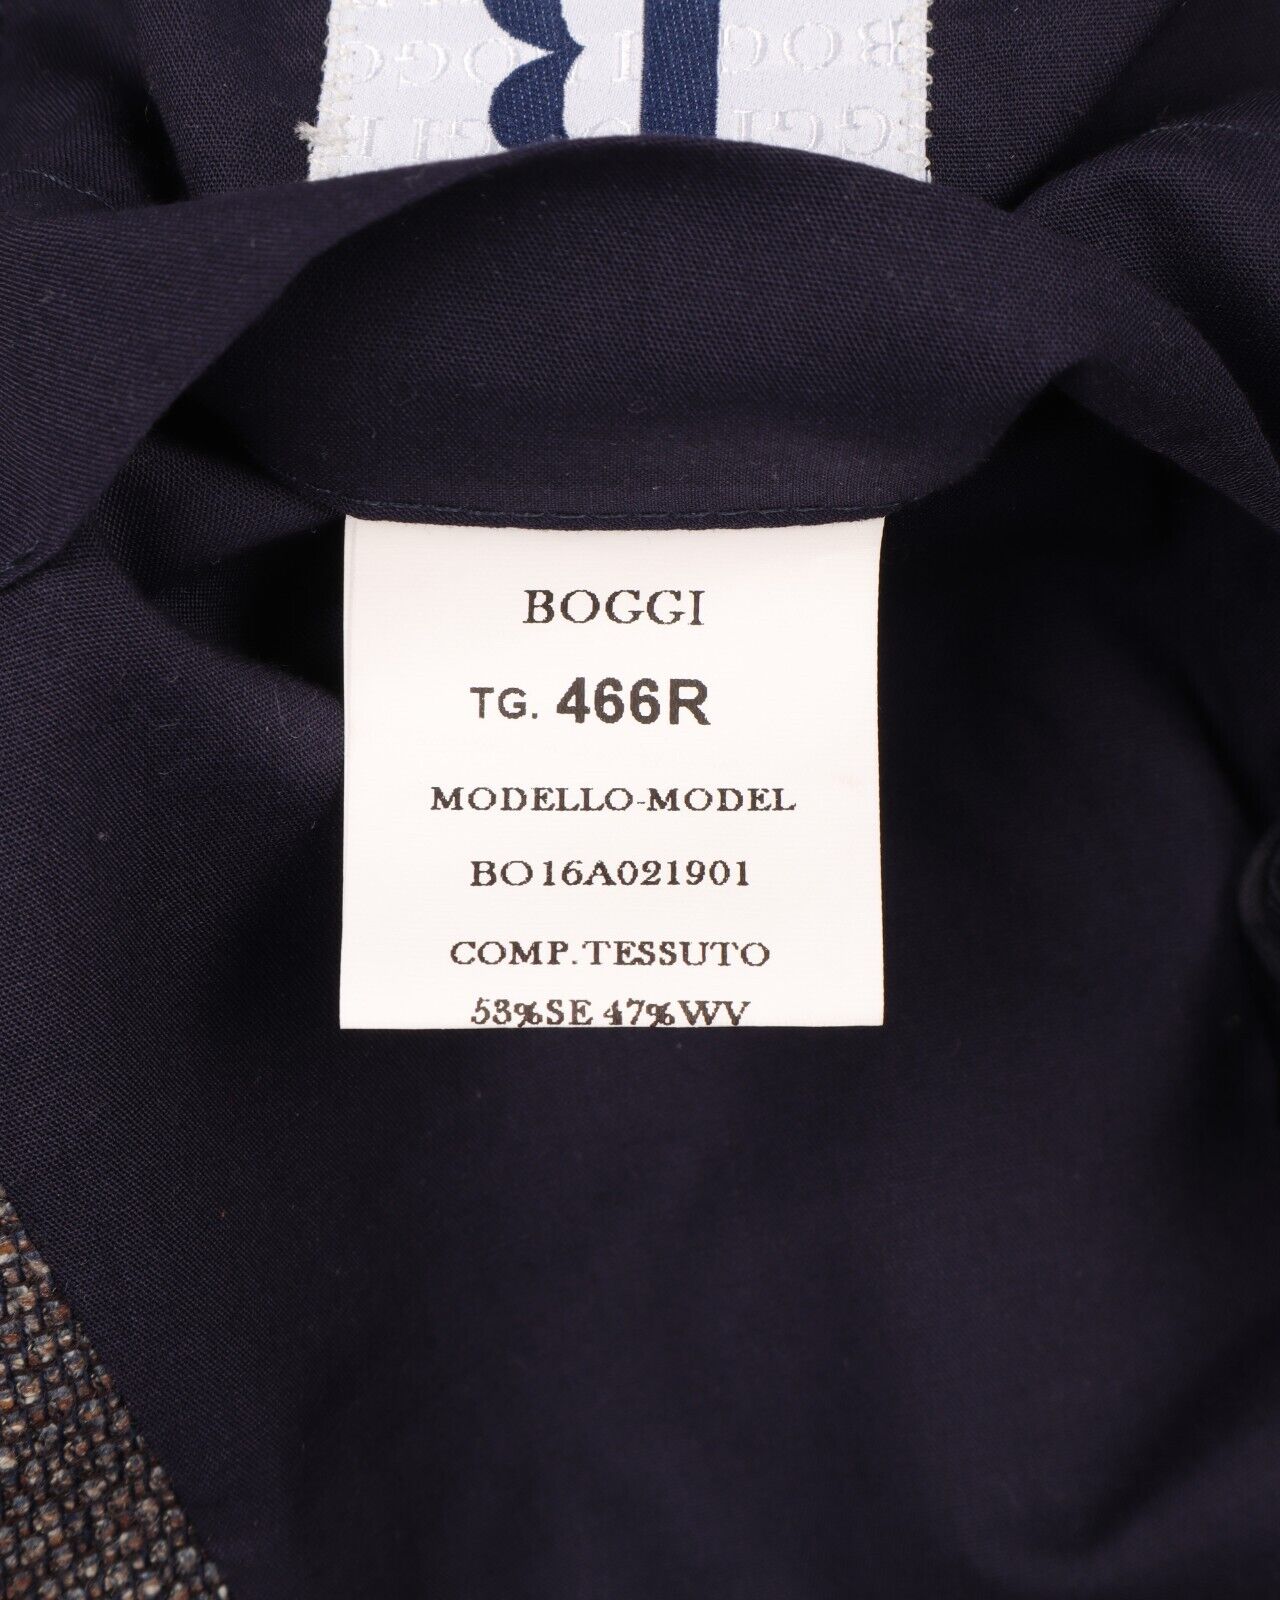 BOGGI
TG. 466R
MODELLO-MODEL
BO16A021901
COMP.TESSUTO
53%SE 47%WV